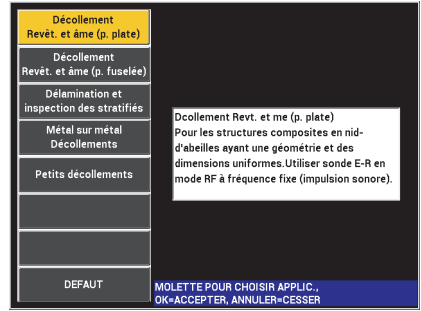 Décollement
Revêt. et âme (p. plate)
Décollement
Revêt. et âme (p. fuselée)
Délamination et
inspection des stratifiés
Métal sur métal
Décollements
Petits décollements
DEFAUT
Dcollement Revt. et me (p. plate)
Pour les structures composites en nid-
d'abeilles ayant une géométrie et des
dimensions uniformes.Utiliser sonde E-R en
mode RF à fréquence fixe (impulsion sonore).
MOLETTE POUR CHOISIR APPLIC.,
OK=ACCEPTER, ANNULER=CESSER